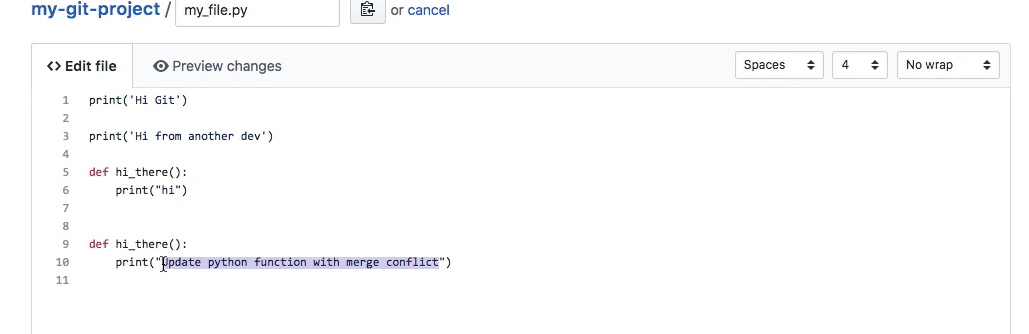 my-git-project / my_file.py or cancel
<> Edit file Preview changes Spaces 4 No wrap
1 print('Hi Git')
2
3 print('Hi from another dev')
4
5 def hi_there():
6 print("hi")
7
8
9 def hi_there():
10 print("Update python function with merge conflict")
11